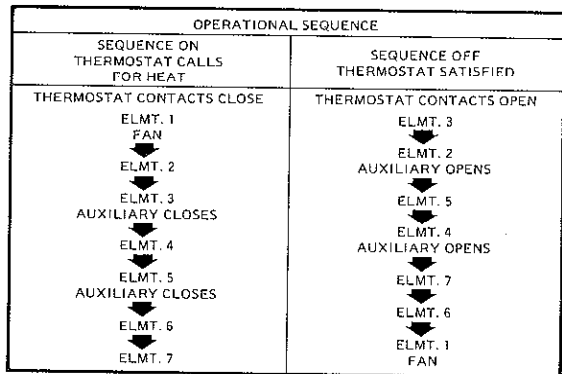 OPERATIONAL SEQUENCE
SEQUENCE ON
THERMOSTAT CALLS
FOR HEAT
THERMOSTAT CONTACTS CLOSE
ELMT. 1
FAN
ELMT. 2
ELMT. 3
AUXILIARY CLOSES
ELMT. 4
ELMT. 5
AUXILIARY CLOSES
ELMT. 6
ELMT. 7
SEQUENCE OFF
THERMOSTAT SATISFIED
THERMOSTAT CONTACTS OPEN
ELMT. 3
ELMT. 2
AUXILIARY OPENS
ELMT. 5
ELMT. 4
AUXILIARY OPENS
ELMT. 7
ELMT. 6
ELMT. 1
FAN